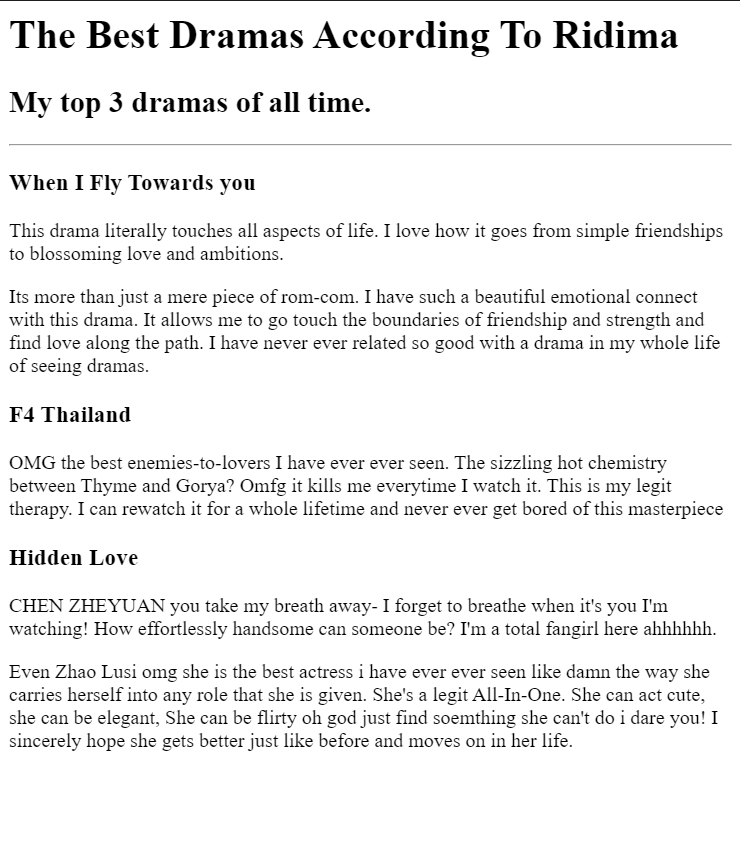 The Best Dramas According To Ridima
My top 3 dramas of all time.
When I Fly Towards you
This drama literally touches all aspects of life. I love how it goes from simple friendships
to blossoming love and ambitions.
Its more than just a mere piece of rom-com. I have such a beautiful emotional connect
with this drama. It allows me to go touch the boundaries of friendship and strength and
find love along the path. I have never ever related so good with a drama in my whole life
of seeing dramas.
F4 Thailand
OMG the best enemies-to-lovers I have ever ever seen. The sizzling hot chemistry
between Thyme and Gorya? Omfg it kills me everytime I watch it. This is my legit
therapy. I can rewatch it for a whole lifetime and never ever get bored of this masterpiece
Hidden Love
CHEN ZHEYUAN you take my breath away- I forget to breathe when it's you I'm
watching! How effortlessly handsome can someone be? I'm a total fangirl here ahhhhhh.
Even Zhao Lusi omg she is the best actress i have ever ever seen like damn the way she
carries herself into any role that she is given. She's a legit All-In-One. She can act cute,
she can be elegant, She can be flirty oh god just find soemthing she can't do i dare you! I
sincerely hope she gets better just like before and moves on in her life.